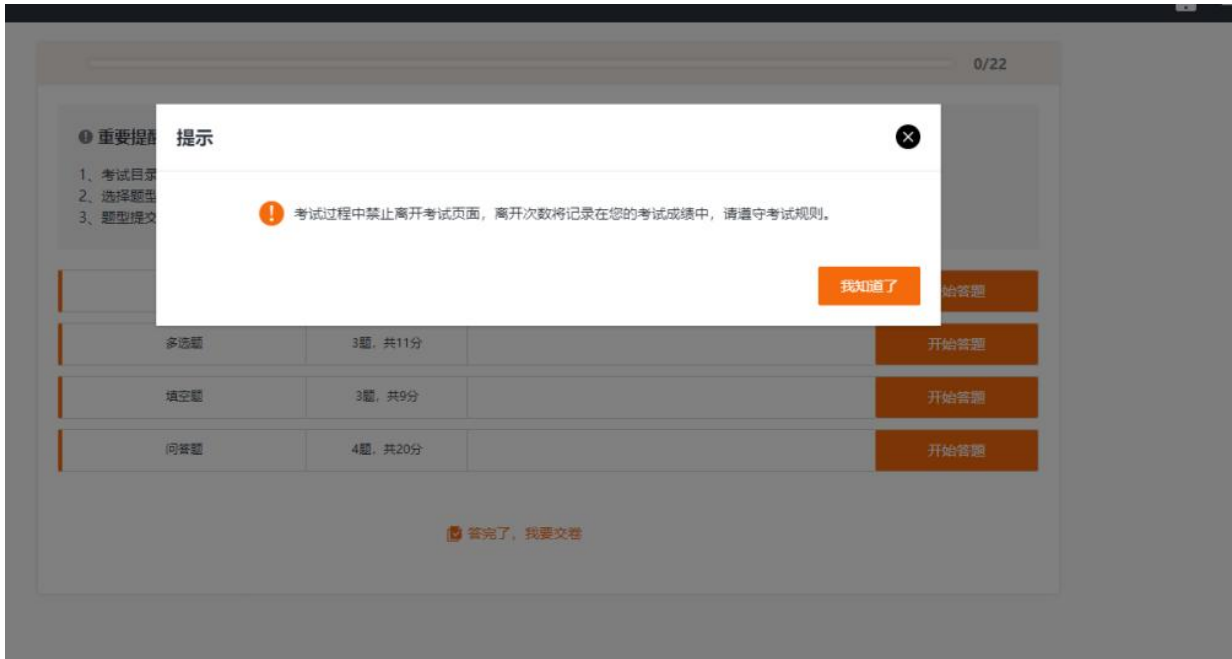 0/22
重要提醒
提示
1、考试目录
2、选择题型
3、题型提交
考试过程中禁止离开考试页面，离开次数将记录在您的考试成绩中，请遵守考试规则。
我知道了
始答题
多选题 3题，共11分 开始答题
填空题 3题，共9分 开始答题
问答题 4题，共20分 开始答题
答完了，我要交卷